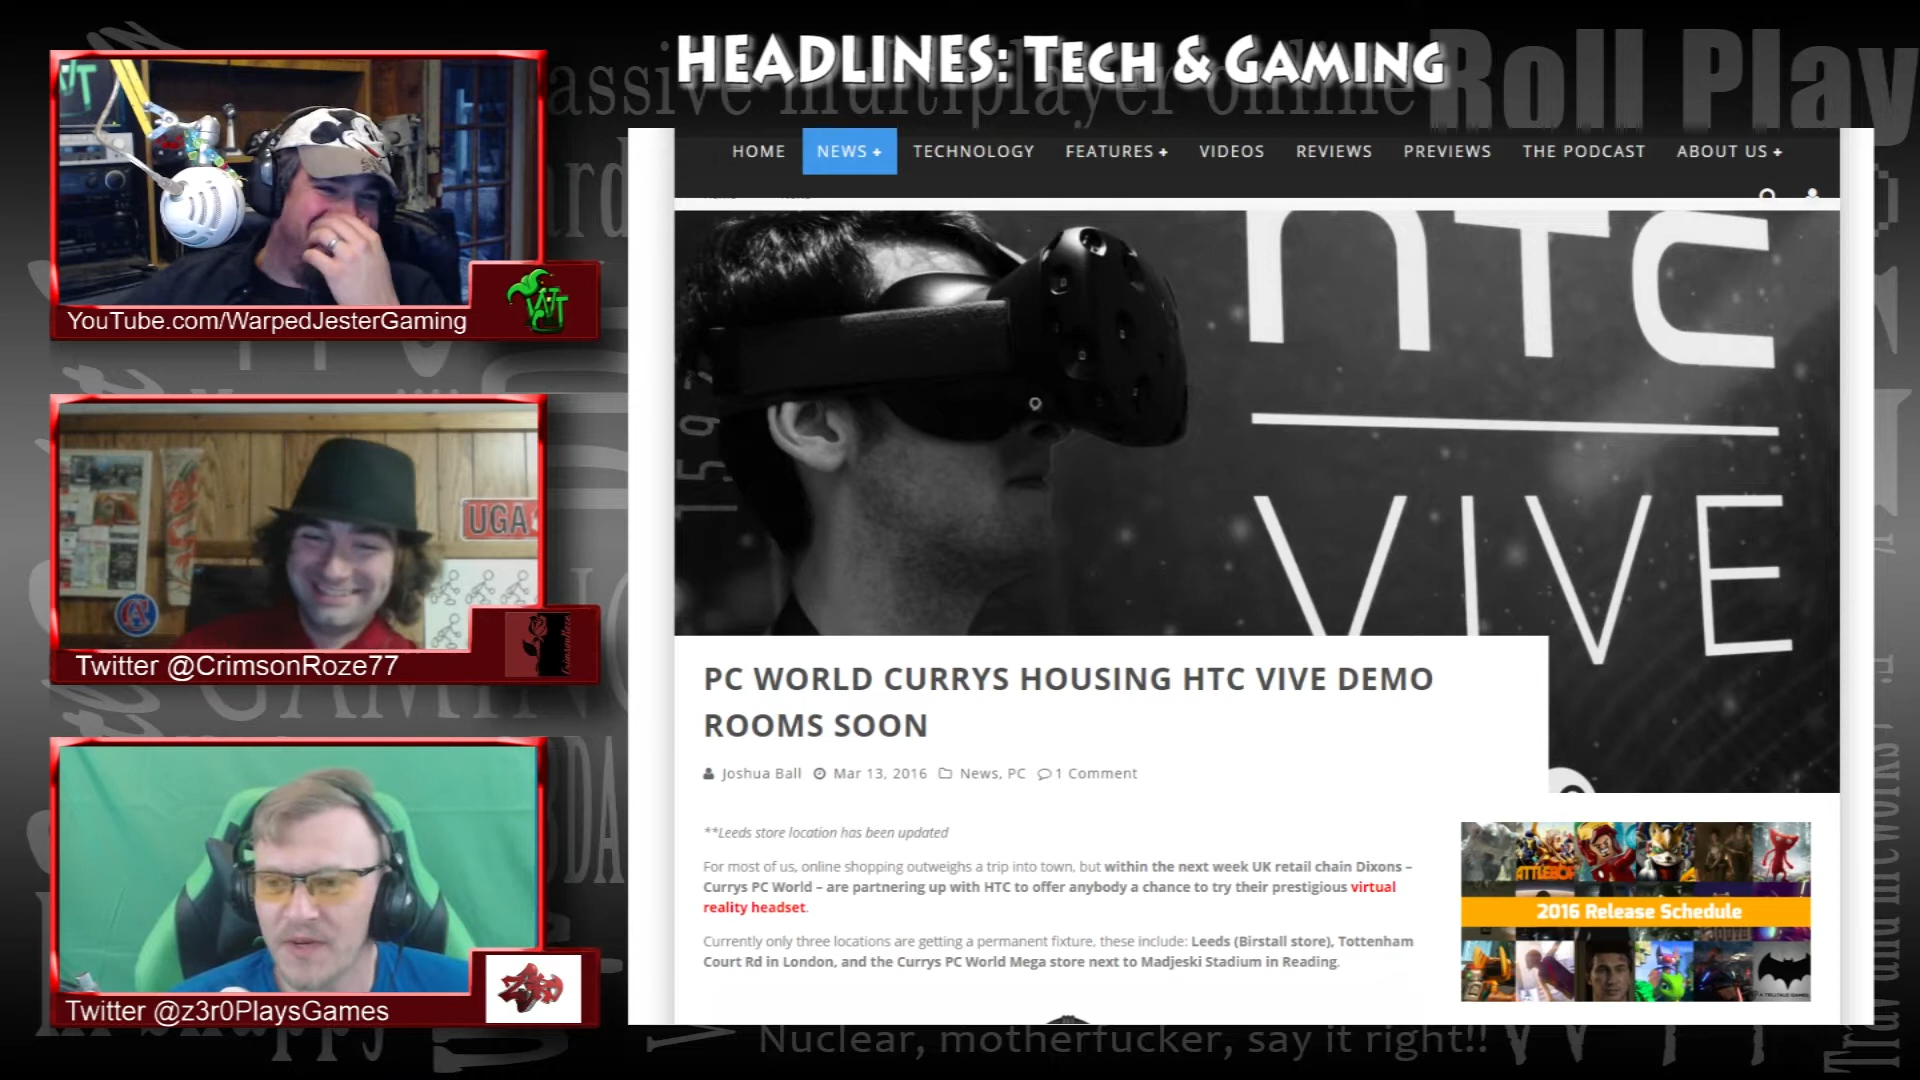 HEADLINES: TECH & GAMING
assive multiplayer online
Roll Play
HOME NEWS + TECHNOLOGY FEATURES + VIDEOS REVIEWS PREVIEWS THE PODCAST ABOUT US +
YouTube.com/WarpedJesterGaming
hTC
VIVE
UGA
Twitter @CrimsonRoze77
PC WORLD CURRYS HOUSING HTC VIVE DEMO
ROOMS SOON
Joshua Ball Mar 13, 2016 News, PC 1 Comment
**Leeds store location has been updated
For most of us, online shopping outweighs a trip into town, but within the next week UK retail chain Dixons –
Currys PC World – are partnering up with HTC to offer anybody a chance to try their prestigious virtual
reality headset.
Currently only three locations are getting a permanent fixture, these include: Leeds (Birstall store), Tottenham
Court Rd in London, and the Currys PC World Mega store next to Madjeski Stadium in Reading.
2016 Release Schedule
Twitter @z3r0PlaysGames
Nuclear, motherfucker, say it right!!